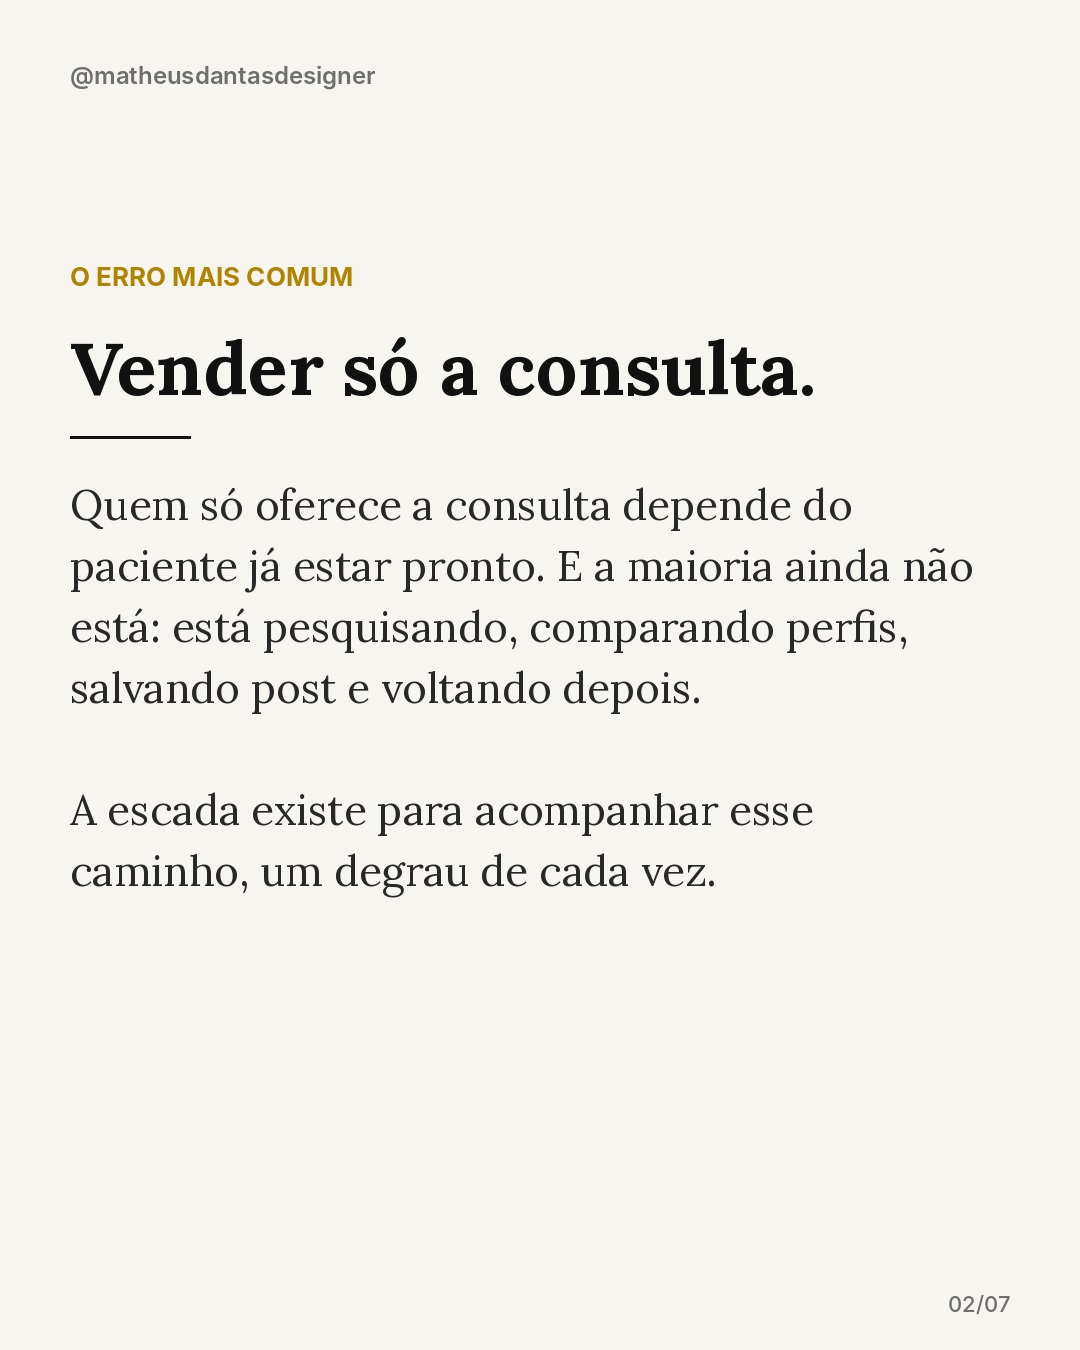 @matheusdantasdesigner
O ERRO MAIS COMUM
Vender só a consulta.
Quem só oferece a consulta depende do
paciente já estar pronto. E a maioria ainda não
está: está pesquisando, comparando perfis,
salvando post e voltando depois.
A escada existe para acompanhar esse
caminho, um degrau de cada vez.
02/07